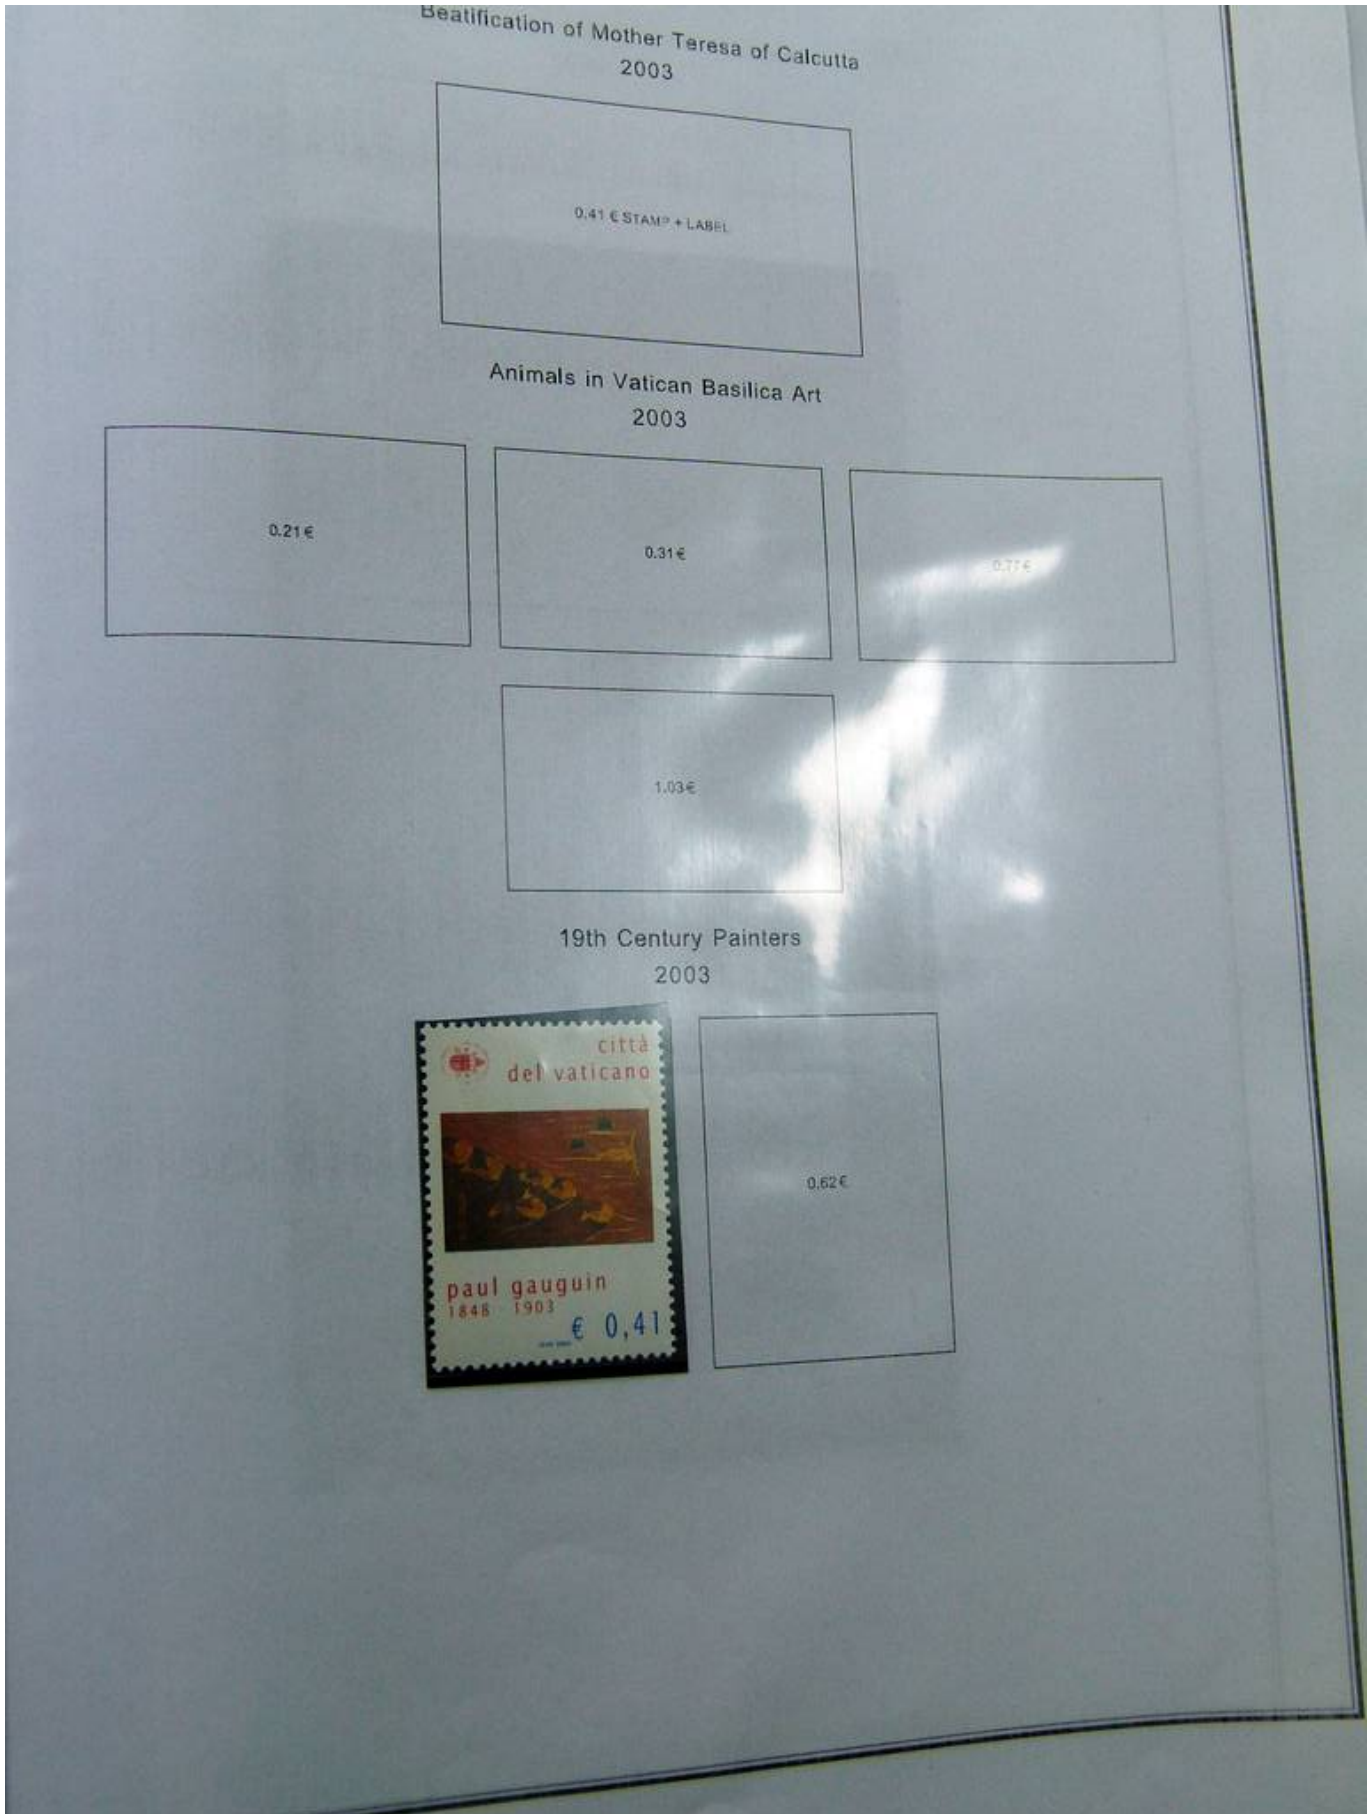 Beatification of Mother Teresa of Calcutta
2003
0.41 € STAMP + LABEL
Animals in Vatican Basilica Art
2003
0.21€
0.31€
0.77€
1.03€
19th Century Painters
2003
città
del vaticano
paul gauguin
1848 1903
€ 0,41
0.62€